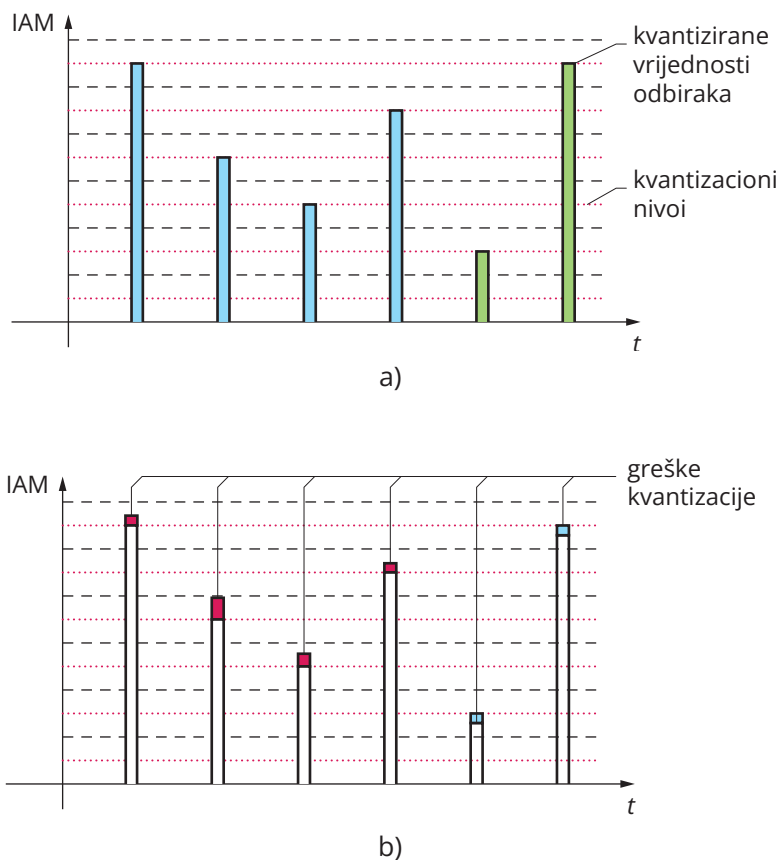 IAM
kvantizirane
vrijednosti
odbiraka
kvantizacioni
nivoi
t
a)
IAM
greške
kvantizacije
t
b)